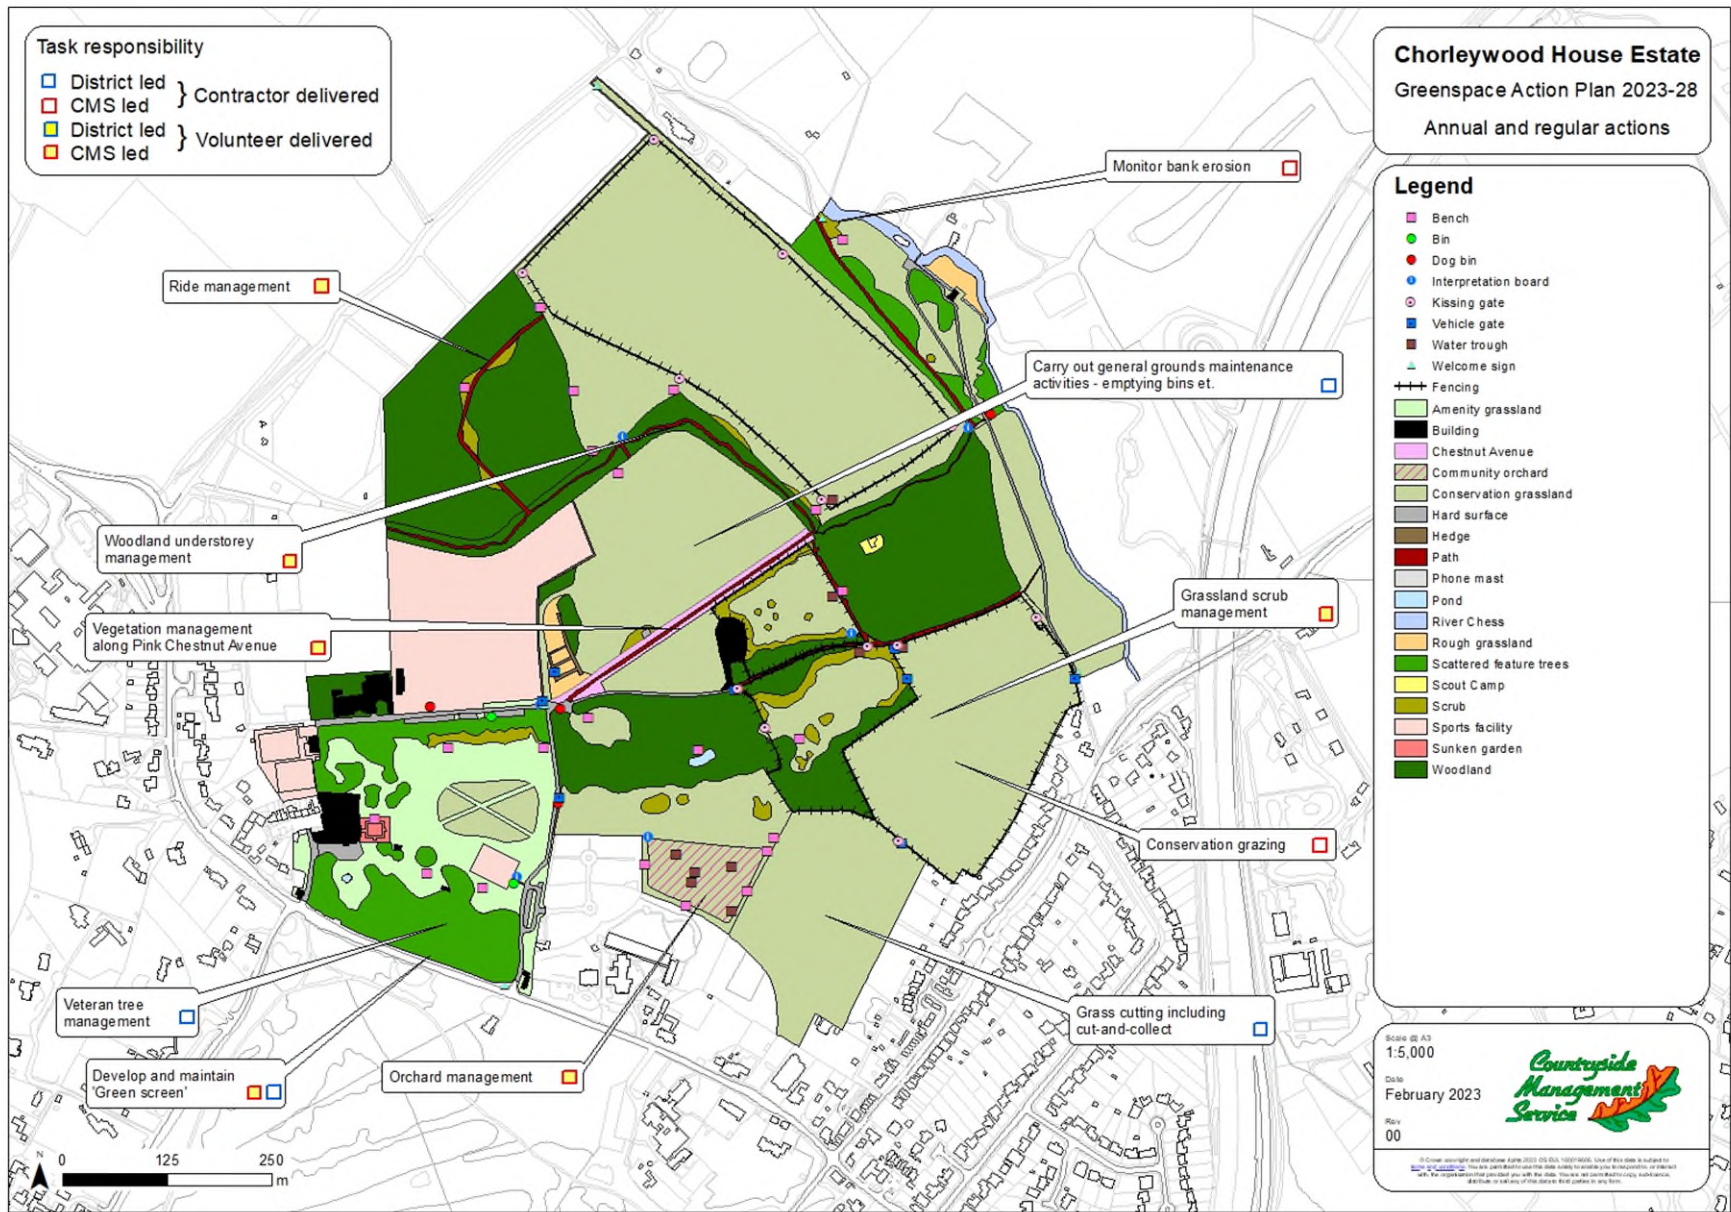 Task responsibility
District led
CMS led
} Contractor delivered
District led
CMS led
} Volunteer delivered
Chorleywood House Estate
Greenspace Action Plan 2023-28
Annual and regular actions
Monitor bank erosion
Ride management
Carry out general grounds maintenance
activities - emptying bins et.
Woodland understorey
management
Grassland scrub
management
Vegetation management
along Pink Chestnut Avenue
Conservation grazing
Veteran tree
management
Grass cutting including
cut-and-collect
Develop and maintain
'Green screen'
Orchard management
N
0 125 250
m
Legend
Bench
Bin
Dog bin
Interpretation board
Kissing gate
Vehicle gate
Water trough
Welcome sign
Fencing
Amenity grassland
Building
Chestnut Avenue
Community orchard
Conservation grassland
Hard surface
Hedge
Path
Phone mast
Pond
River Chess
Rough grassland
Scattered feature trees
Scout Camp
Scrub
Sports facility
Sunken garden
Woodland
Scale @ A3
1:5,000
Date
February 2023
Rev
00
Countryside
Management
Service